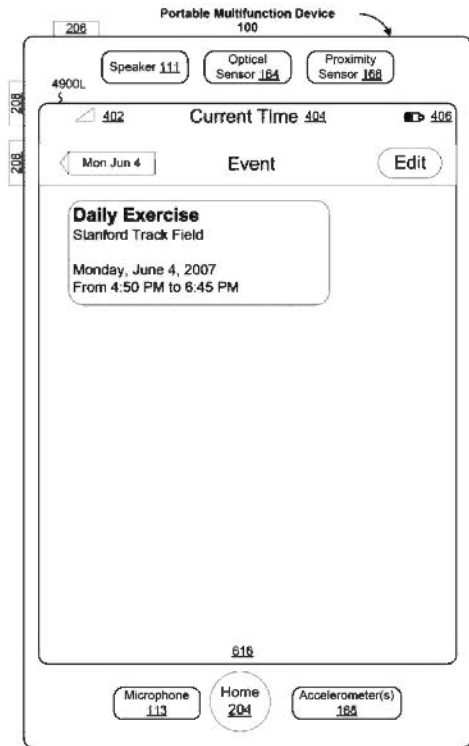 Portable Multifunction Device
100
206
Speaker 111
Optical
Sensor 164
Proximity
Sensor 166
4900L
208
208
402
Current Time 404
406
Mon Jun 4
Event
Edit
Daily Exercise
Stanford Track Field
Monday, June 4, 2007
From 4:50 PM to 6:45 PM
616
Microphone
113
Home
204
Accelerometer(s)
168